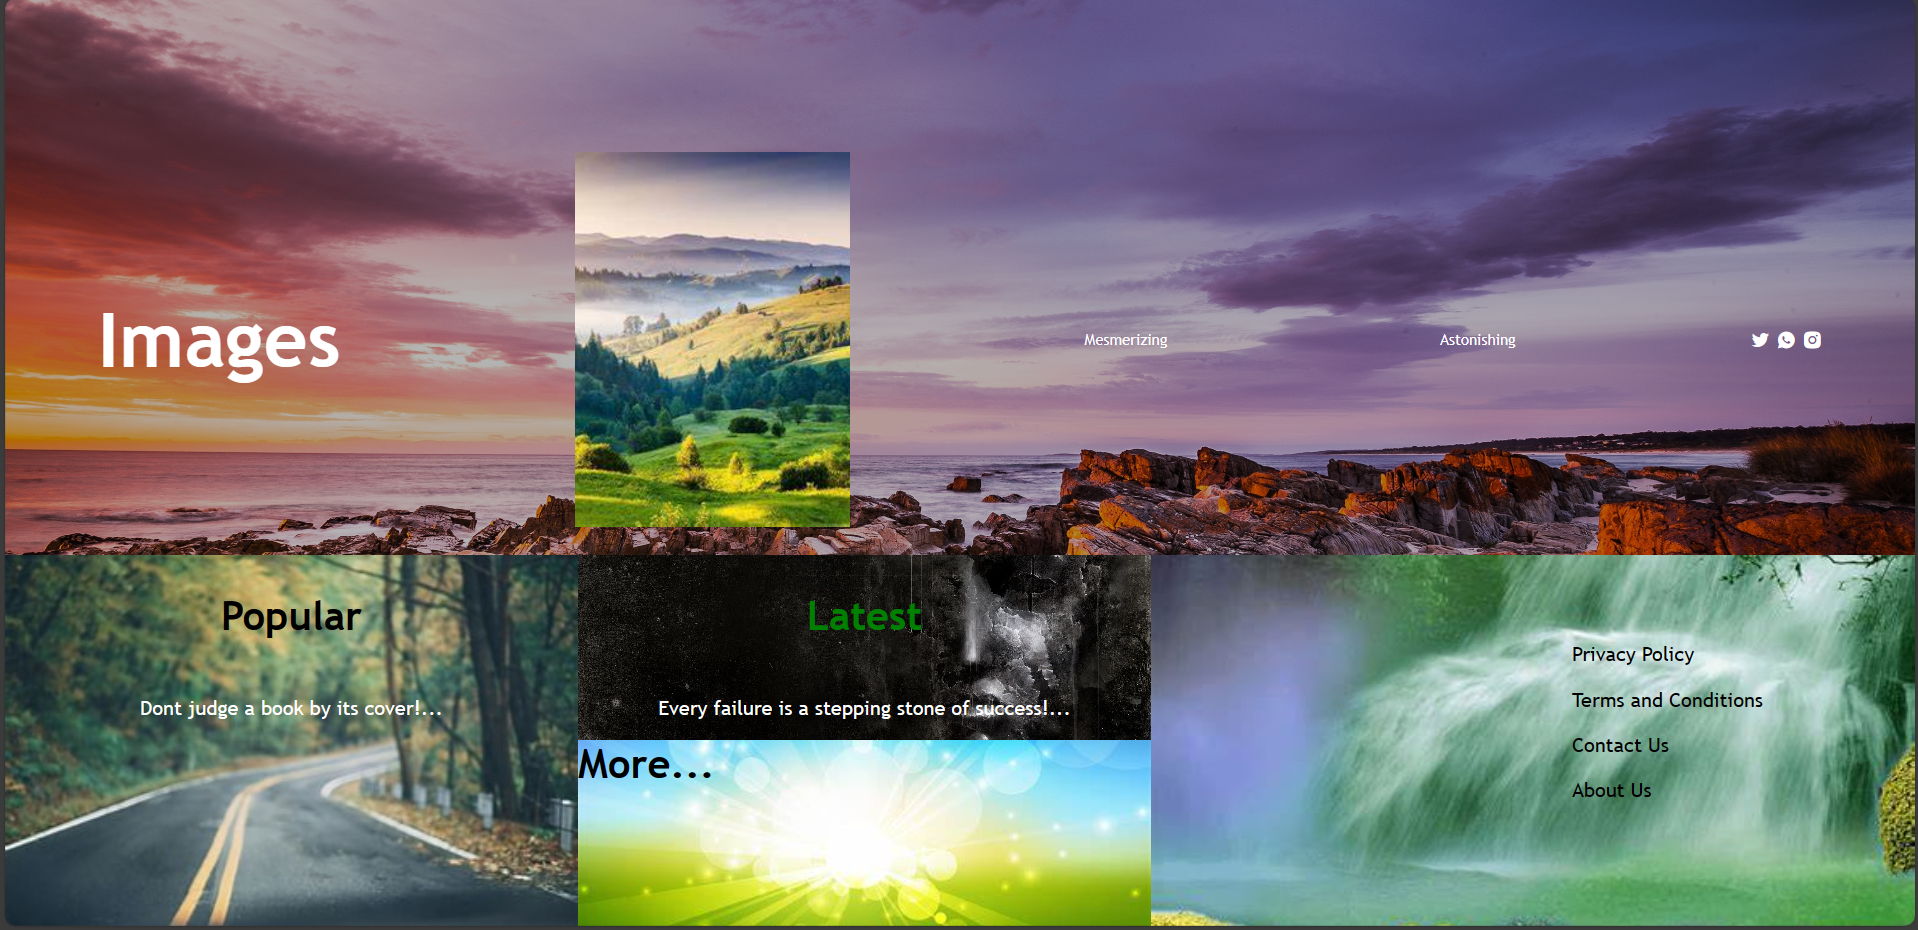 Images
Mesmerizing
Astonishing
Popular
Dont judge a book by its cover!...
Latest
Every failure is a stepping stone of success!...
More...
Privacy Policy
Terms and Conditions
Contact Us
About Us